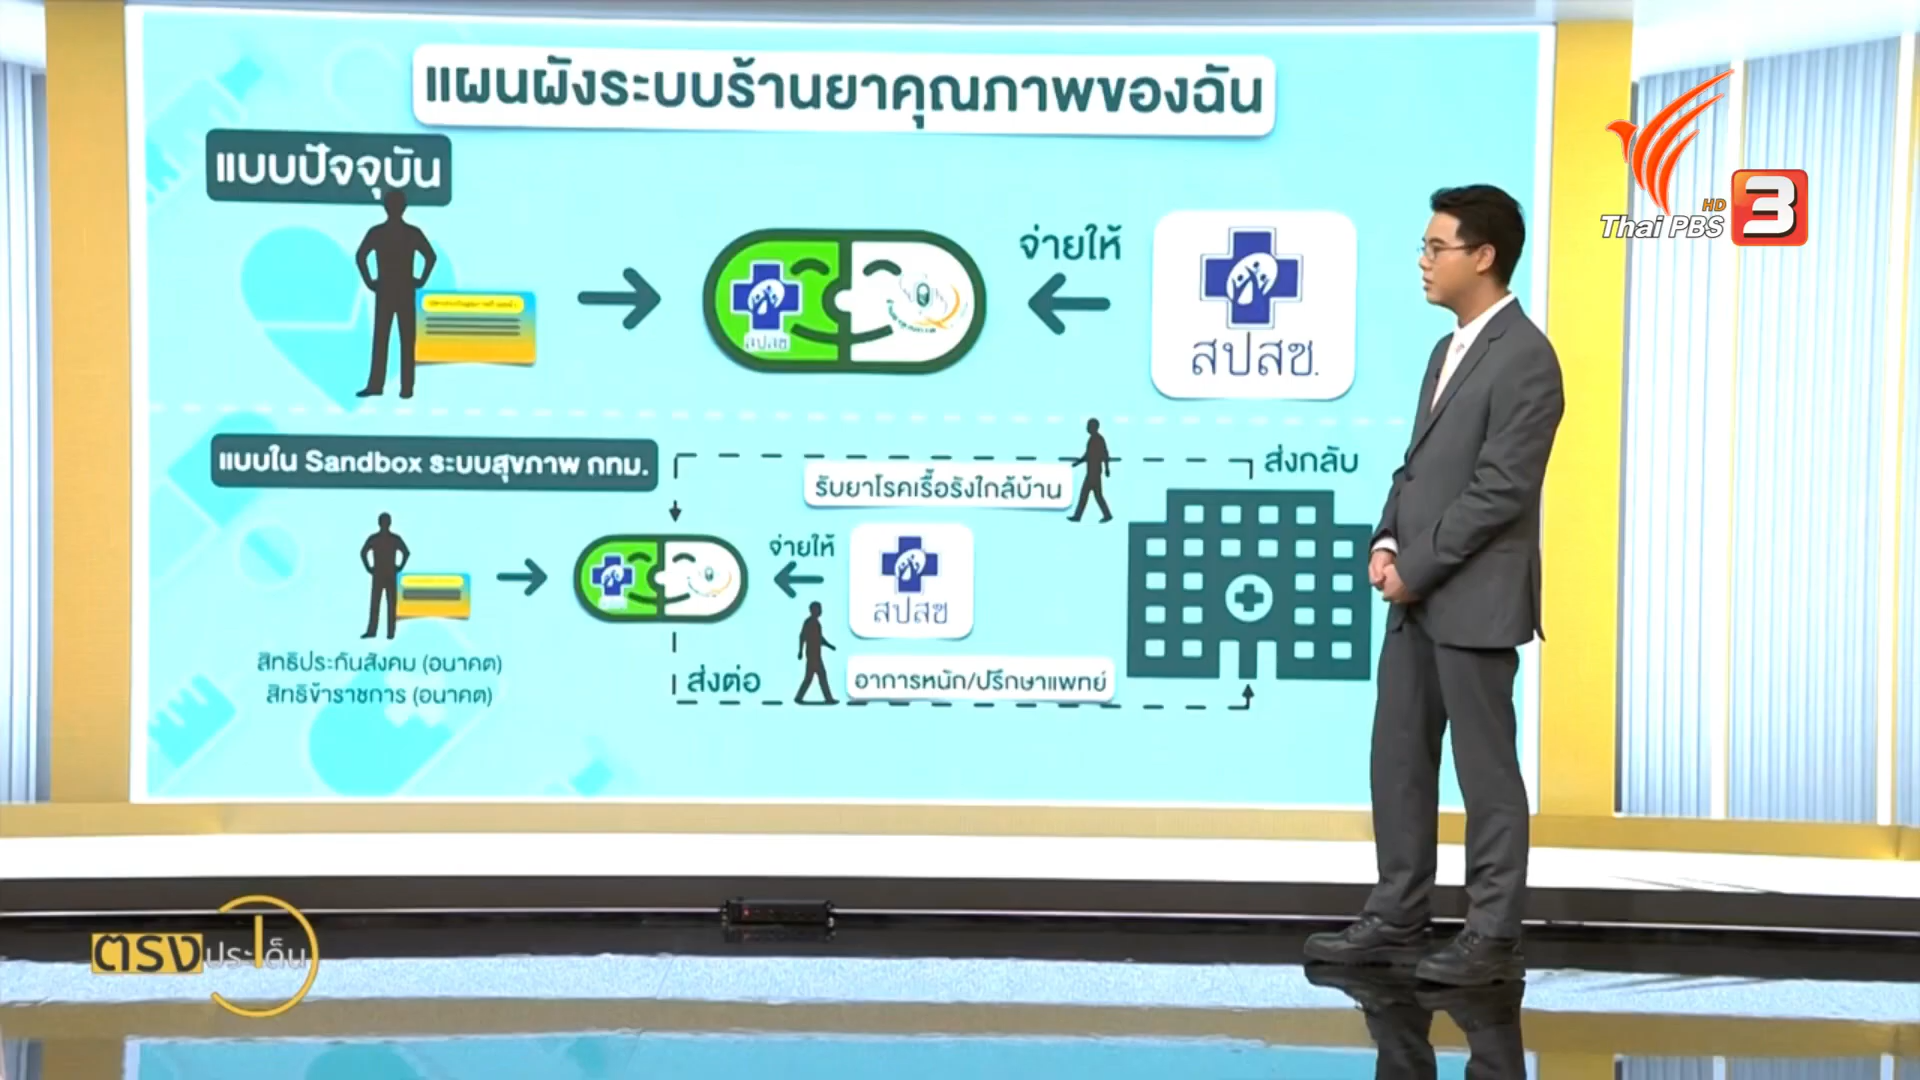 แผนผังระบบร้านยาคุณภาพของฉัน
แบบปัจจุบัน
จ่ายให้
สปสช
สปสช.
HD
Thai PBS 3
แบบใน Sandbox ระบบสุขภาพ กทม.
ส่งกลับ
รับยาโรคเรื้อรังใกล้บ้าน
จ่ายให้
สปสช
สิทธิประกันสังคม (อนาคต)
สิทธิข้าราชการ (อนาคต)
ส่งต่อ
อาการหนัก/ปรึกษาแพทย์
ตรงประเด็น